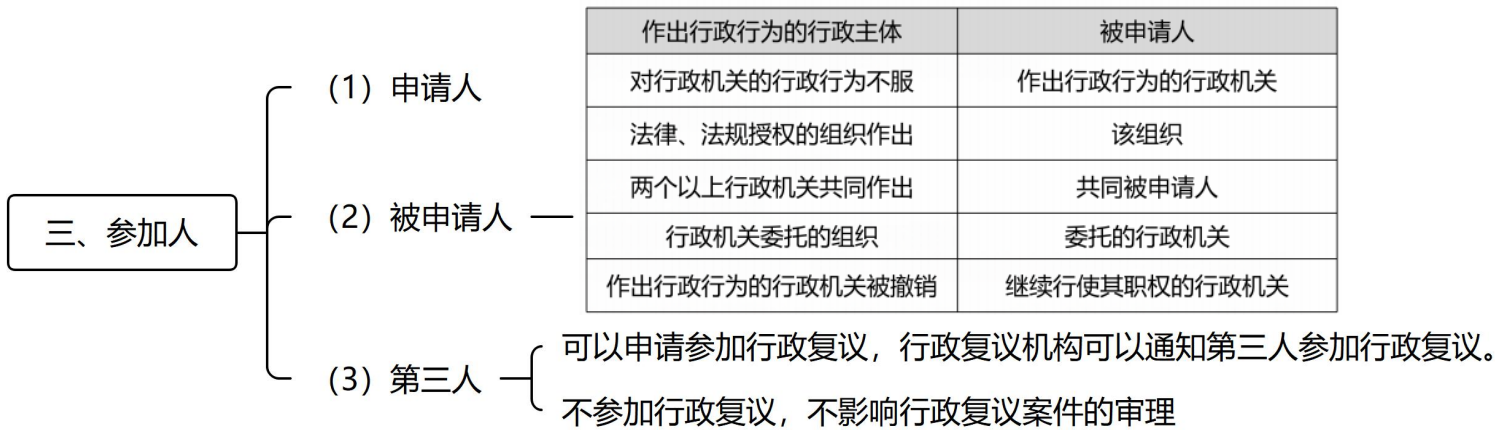 三、参加人
（1）申请人
（2）被申请人
作出行政行为的行政主体 被申请人
对行政机关的行政行为不服 作出行政行为的行政机关
法律、法规授权的组织作出 该组织
两个以上行政机关共同作出 共同被申请人
行政机关委托的组织 委托的行政机关
作出行政行为的行政机关被撤销 继续行使其职权的行政机关
（3）第三人
可以申请参加行政复议，行政复议机构可以通知第三人参加行政复议。
不参加行政复议，不影响行政复议案件的审理